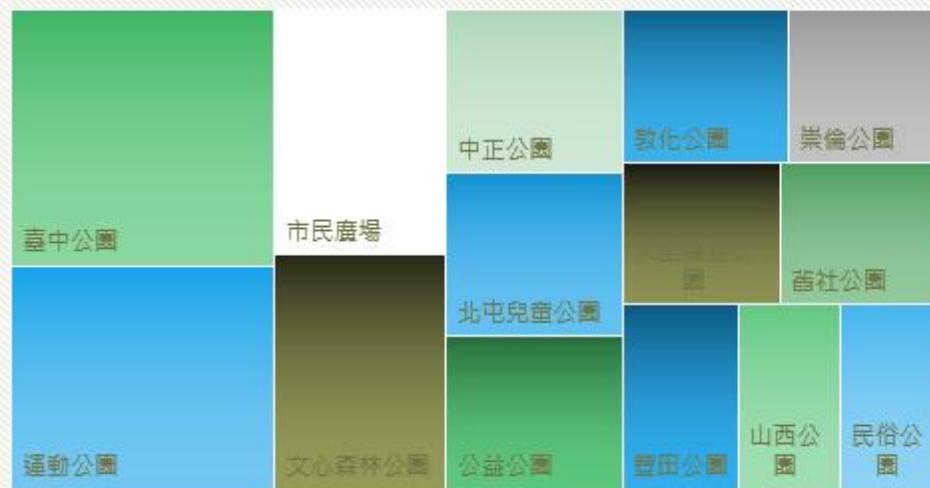 臺中公園
市民廣場
中正公園
敦化公園
崇倫公園
北屯兒童公園
園
舊社公園
運動公園
文心森林公園
公益公園
豐田公園
山西公
園
民俗公
園